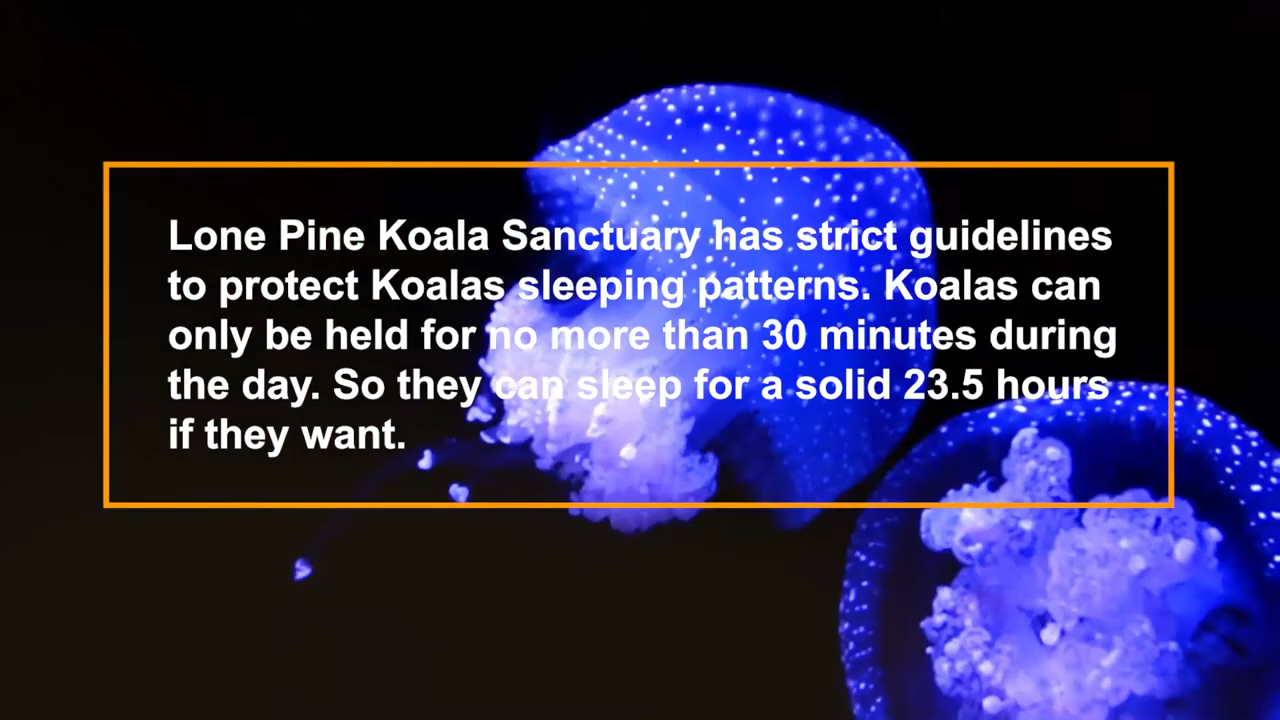 Lone Pine Koala Sanctuary has strict guidelines
to protect Koalas sleeping patterns. Koalas can
only be held for no more than 30 minutes during
the day. So they can sleep for a solid 23.5 hours
if they want.